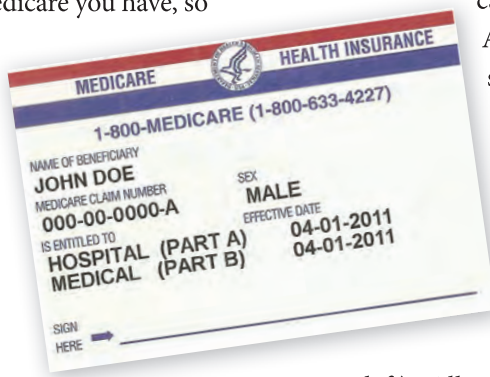 edicare you have, so
MEDICARE HEALTH INSURANCE
1-800-MEDICARE (1-800-633-4227)
NAME OF BENEFICIARY
JOHN DOE
MEDICARE CLAIM NUMBER SEX
000-00-0000-A MALE
IS ENTITLED TO EFFECTIVE DATE
HOSPITAL (PART A) 04-01-2011
MEDICAL (PART B) 04-01-2011
SIGN
HERE